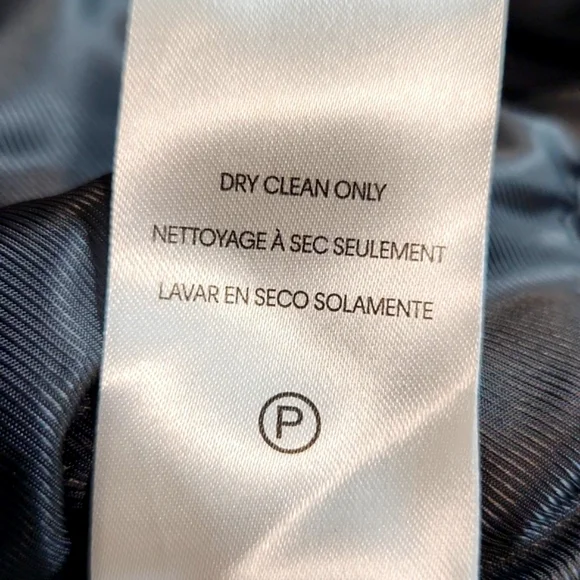 DRY CLEAN ONLY
NETTOYAGE À SEC SEULEMENT
LAVAR EN SECO SOLAMENTE
P